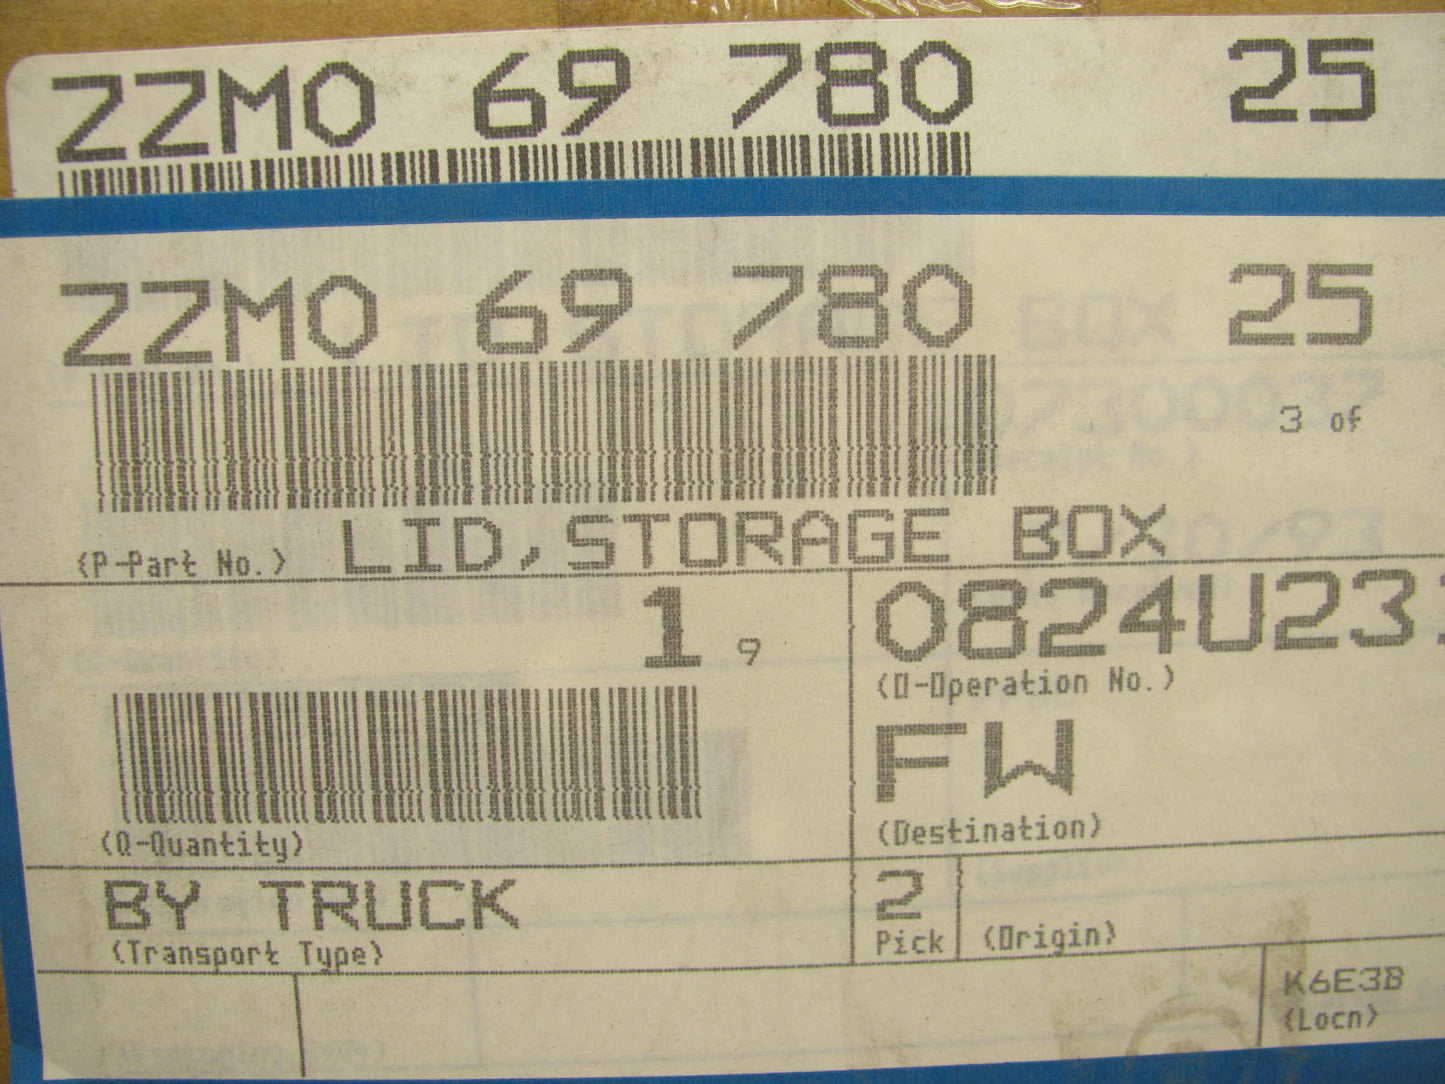 ZZM0 69 780 25
ZZM0 69 780 25
3 of
(P-Part No.) LID,STORAGE BOX
1 9
0824U23
(O-Operation No.)
FW
(Q-Quantity)
(Destination)
BY TRUCK
2
(Transport Type)
Pick
(Origin)
K6E3B
(Locn)